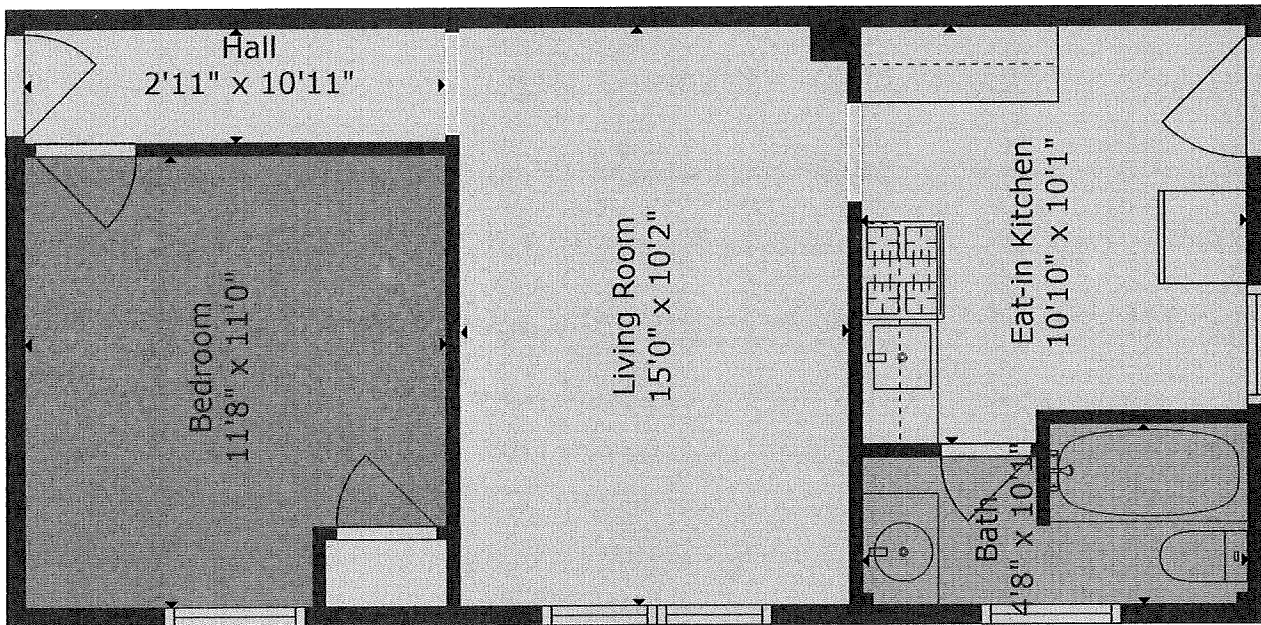 Hall
2'11" x 10'11"
Bedroom
11'8" x 11'0"
Living Room
15'0" x 10'2"
Eat-in Kitchen
10'10" x 10'1"
Bath
4'8" x 10'1"